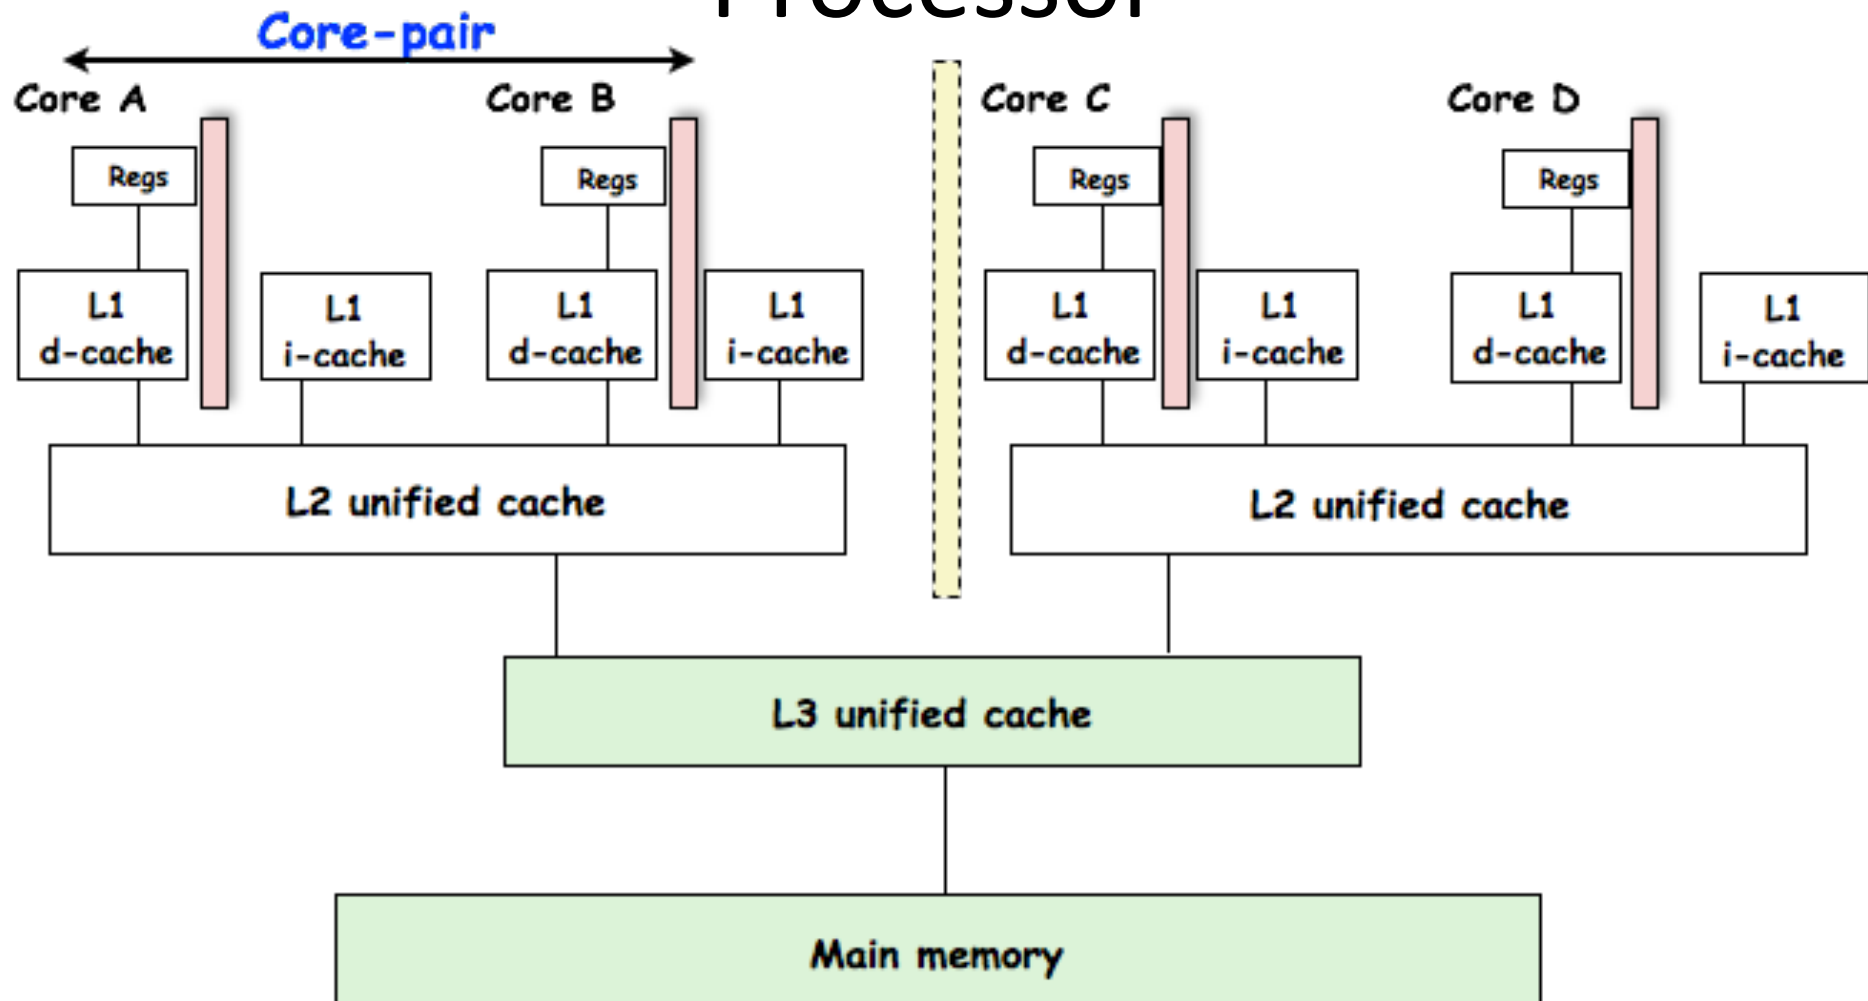 Processor
Core-pair
Core A
Core B
Core C
Core D
Regs
Regs
Regs
Regs
L1
d-cache
L1
i-cache
L1
d-cache
L1
i-cache
L1
d-cache
L1
i-cache
L1
d-cache
L1
i-cache
L2 unified cache
L2 unified cache
L3 unified cache
Main memory